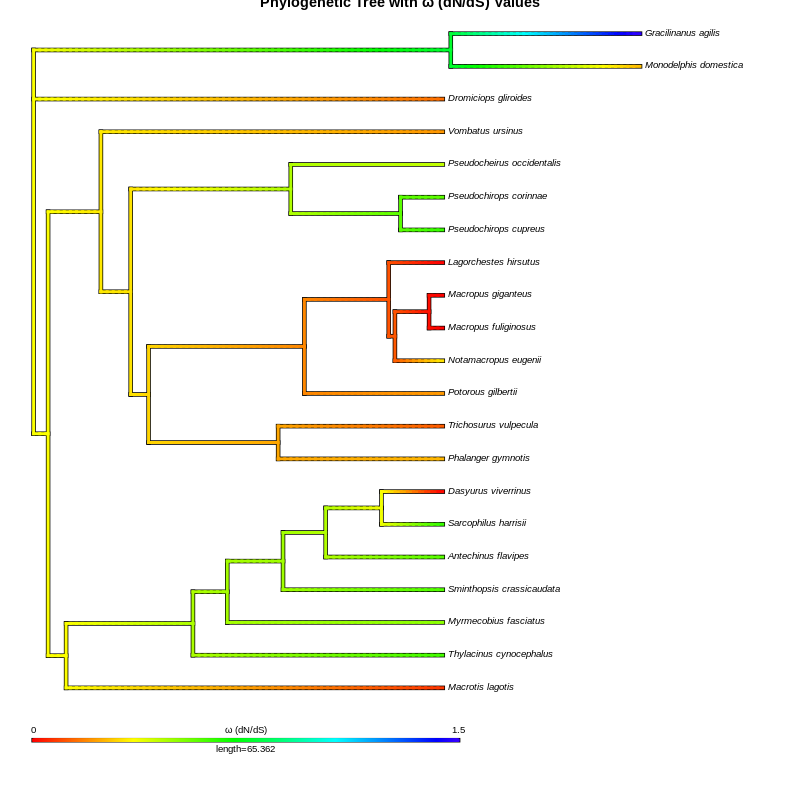 Phylogenetic Tree with ω (dN/dS) Values
Gracilinanus agilis
Monodelphis domestica
Dromiciops gliroides
Vombatus ursinus
Pseudocheirus occidentalis
Pseudochirops corinnae
Pseudochirops cupreus
Lagorchestes hirsutus
Macropus giganteus
Macropus fuliginosus
Notamacropus eugenii
Potorous gilbertii
Trichosurus vulpecula
Phalanger gymnotis
Dasyurus viverrinus
Sarcophilus harrisii
Antechinus flavipes
Sminthopsis crassicaudata
Myrmecobius fasciatus
Thylacinus cynocephalus
Macrotis lagotis
0 ω (dN/dS) 1.5
length=65.362